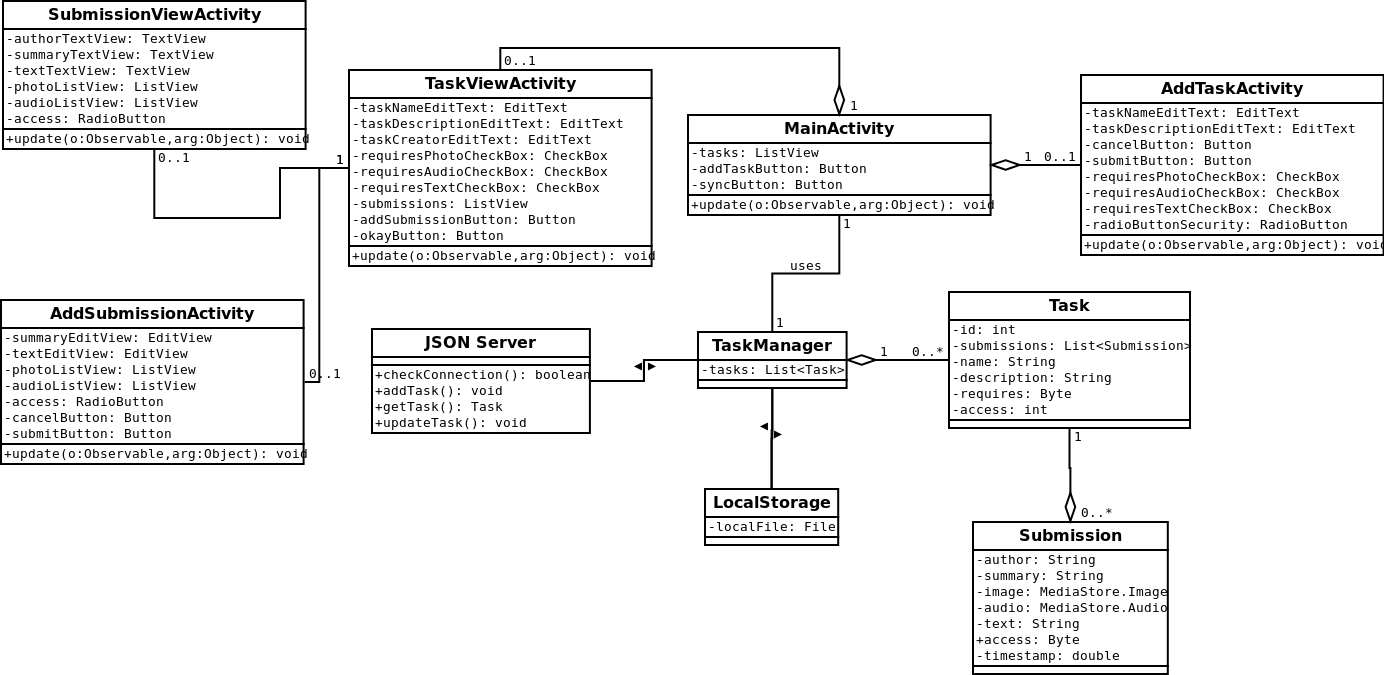 SubmissionViewActivity
-authorTextView: TextView
-summaryTextView: TextView
-textTextView: TextView
-photoListView: ListView
-audioListView: ListView
-access: RadioButton
+update(o:Observable,arg:Object): void
0..1
1
0..1
TaskViewActivity
-taskNameEditText: EditText
-taskDescriptionEditText: EditText
-taskCreatorEditText: EditText
-requiresPhotoCheckBox: CheckBox
-requiresAudioCheckBox: CheckBox
-requiresTextCheckBox: CheckBox
-submissions: ListView
-addSubmissionButton: Button
-okayButton: Button
+update(o:Observable,arg:Object): void
1
MainActivity
-tasks: ListView
-addTaskButton: Button
-syncButton: Button
+update(o:Observable,arg:Object): void
1 0..1
AddTaskActivity
-taskNameEditText: EditText
-taskDescriptionEditText: EditText
-cancelButton: Button
-submitButton: Button
-requiresPhotoCheckBox: CheckBox
-requiresAudioCheckBox: CheckBox
-requiresTextCheckBox: CheckBox
-radioButtonSecurity: RadioButton
+update(o:Observable,arg:Object): void
1
uses
1
AddSubmissionActivity
-summaryEditView: EditView
-textEditView: EditView
-photoListView: ListView
-audioListView: ListView
-access: RadioButton
-cancelButton: Button
-submitButton: Button
+update(o:Observable,arg:Object): void
0..1
JSON Server
+checkConnection(): boolean
+addTask(): void
+getTask(): Task
+updateTask(): void
TaskManager
-tasks: List<Task>
1 0..*
Task
-id: int
-submissions: List<Submission>
-name: String
-description: String
-requires: Byte
-access: int
1
0..*
LocalStorage
-localFile: File
Submission
-author: String
-summary: String
-image: MediaStore.Image
-audio: MediaStore.Audio
-text: String
+access: Byte
-timestamp: double